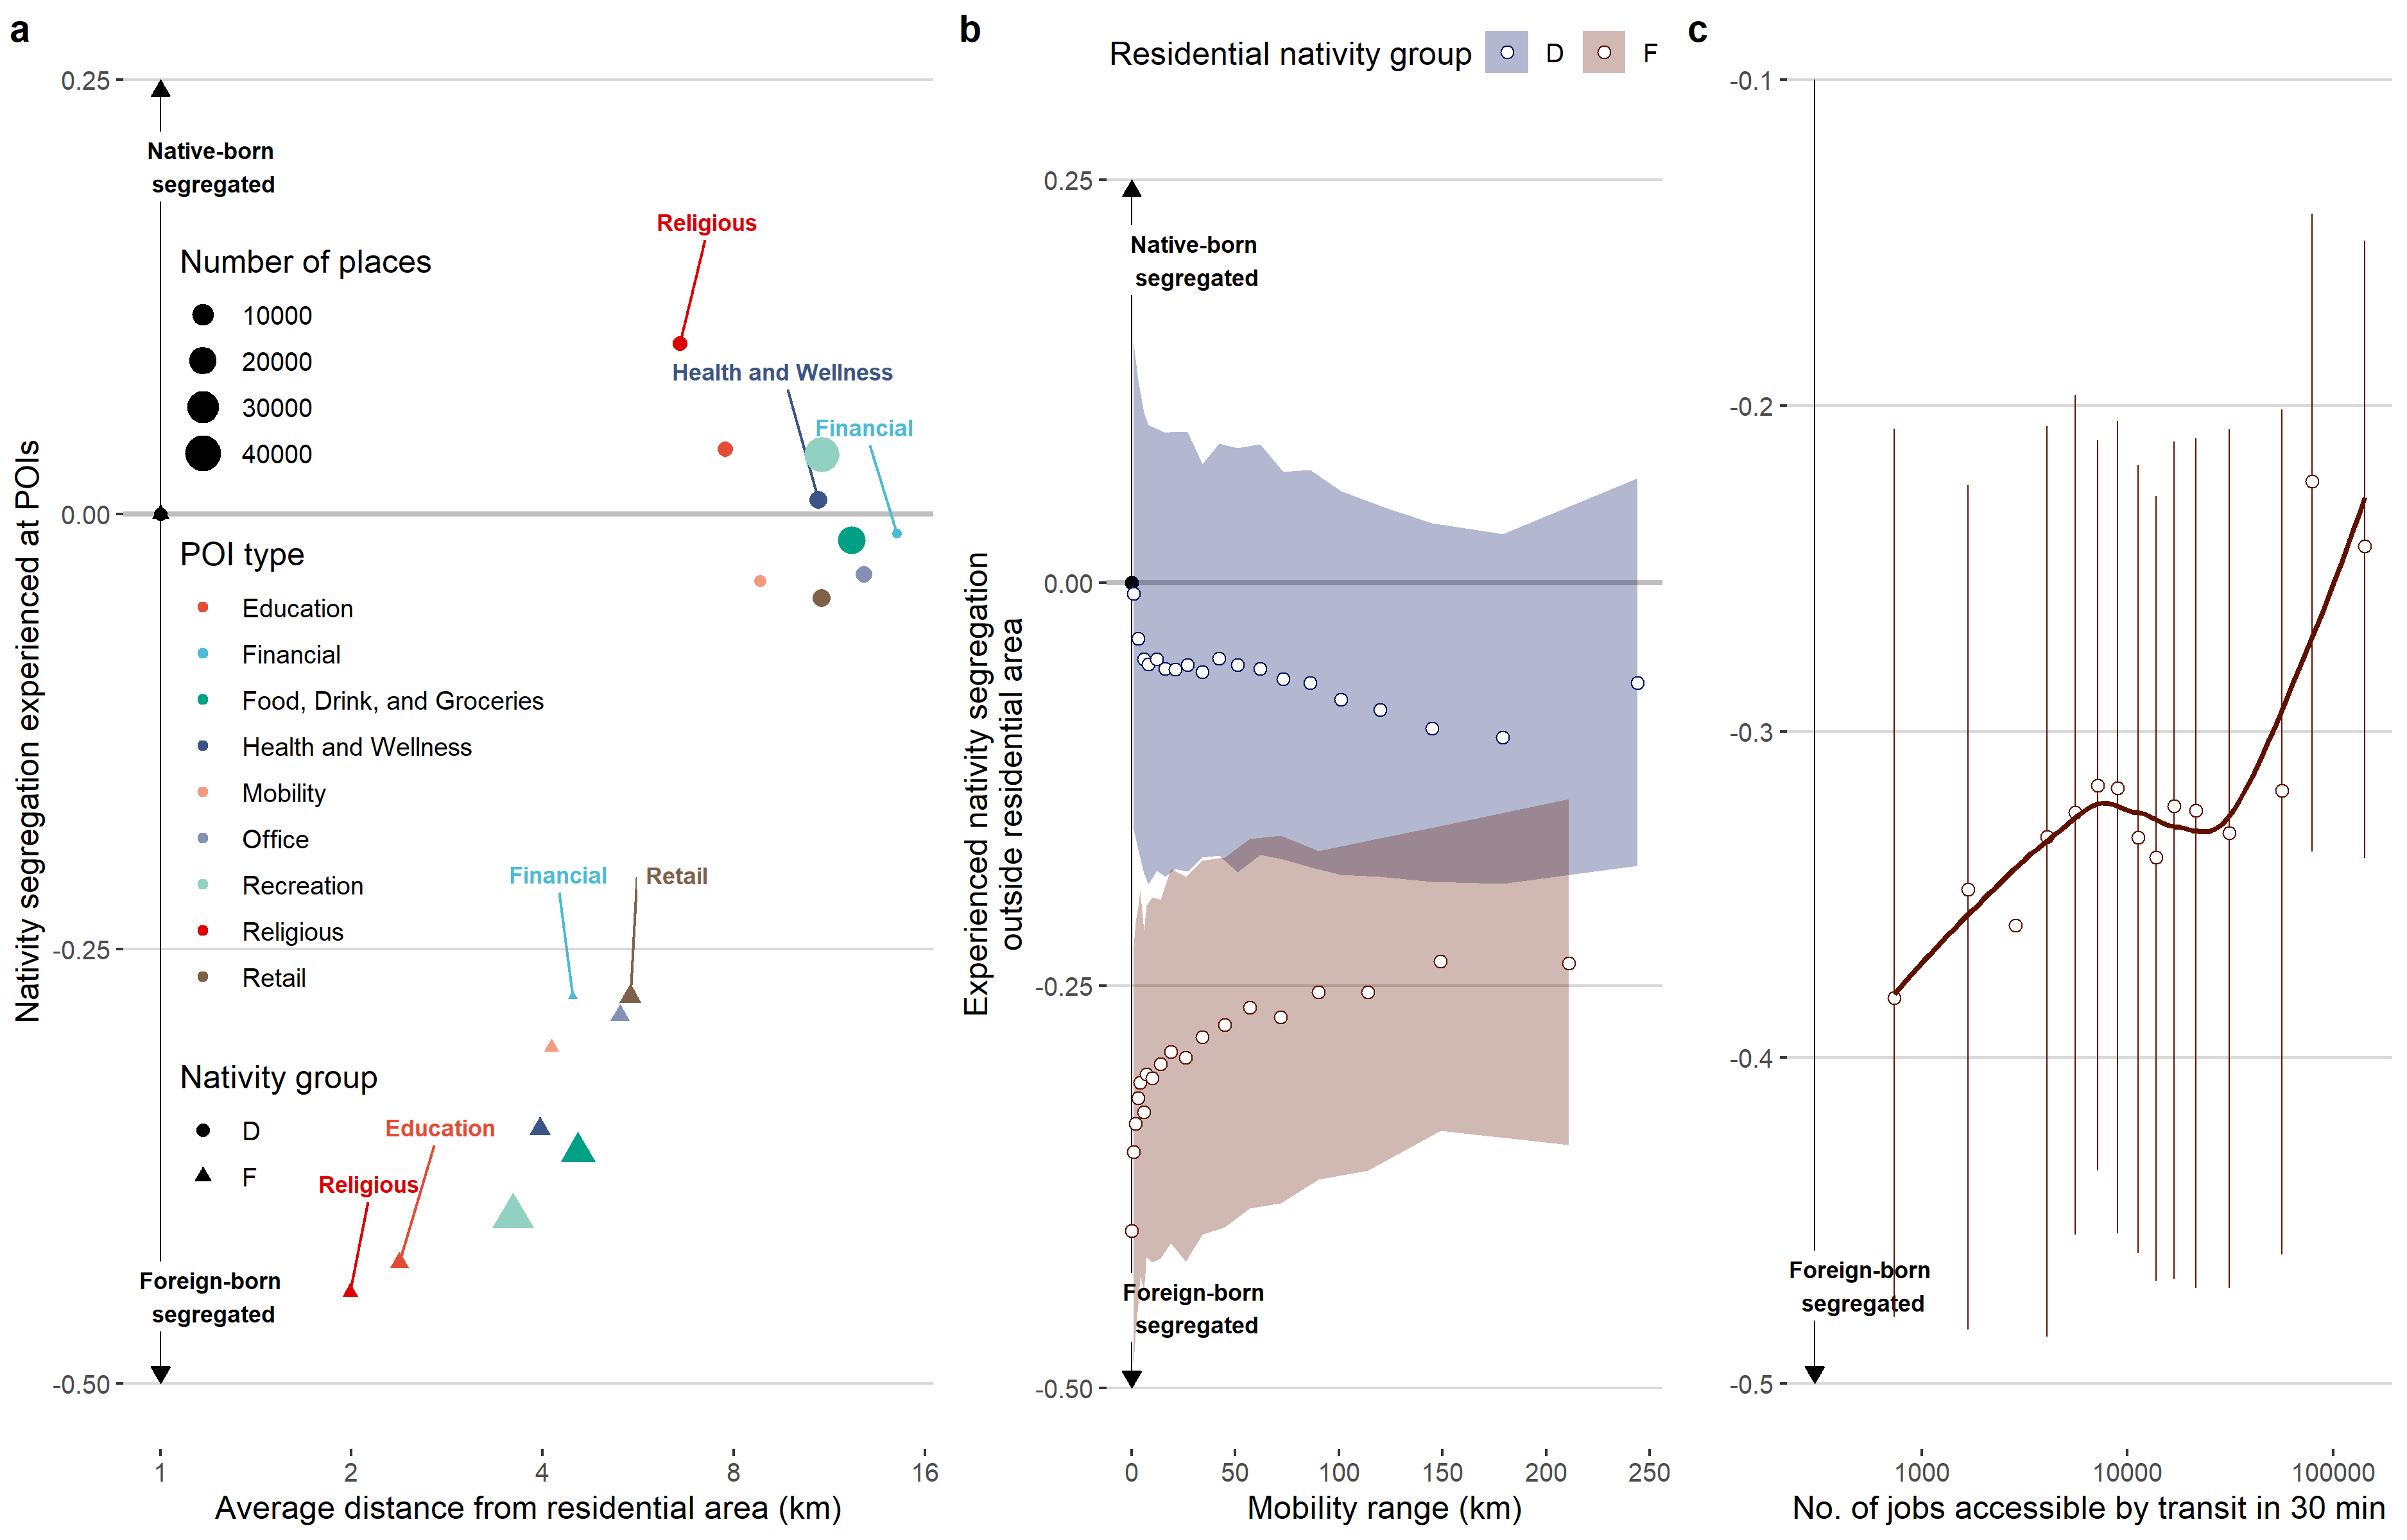 a
Nativity segregation experienced at POIs
0.25
0.00
-0.25
-0.50
Native-born
segregated
Number of places
10000
20000
30000
40000
POI type
Education
Financial
Food, Drink, and Groceries
Health and Wellness
Mobility
Office
Recreation
Religious
Retail
Nativity group
D
F
Foreign-born
segregated
Religious
Health and Wellness
Financial
Financial
Retail
Education
Religious
1
2
4
8
16
Average distance from residential area (km)
b
Residential nativity group
D
F
Experienced nativity segregation
outside residential area
0.25
0.00
-0.25
-0.50
Native-born
segregated
Foreign-born
segregated
0
50
100
150
200
250
Mobility range (km)
c
-0.1
-0.2
-0.3
-0.4
-0.5
Foreign-born
segregated
1000
10000
100000
No. of jobs accessible by transit in 30 min